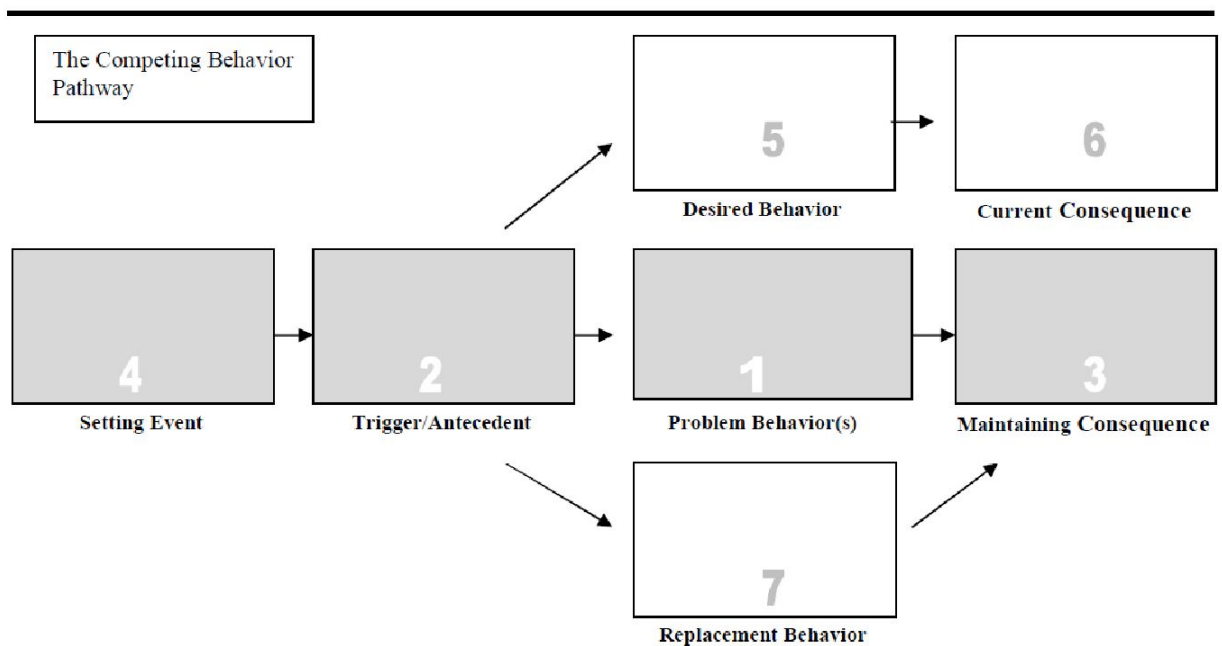 The Competing Behavior
Pathway
5
6
Desired Behavior
Current Consequence
4
2
1
3
Setting Event
Trigger/Antecedent
Problem Behavior(s)
Maintaining Consequence
7
Replacement Behavior